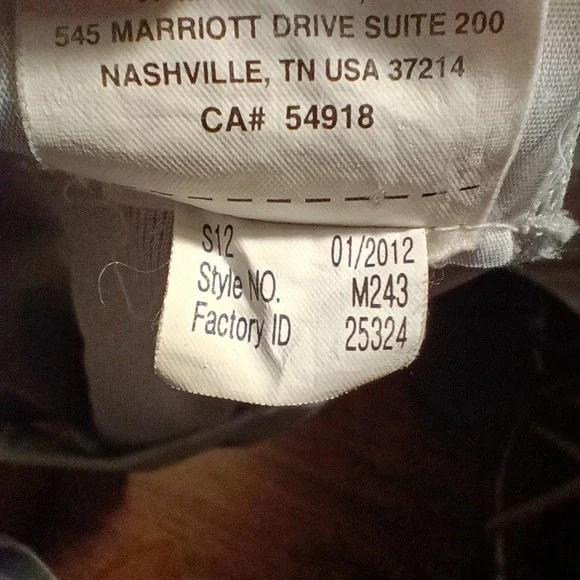 545 MARRIOTT DRIVE SUITE 200
NASHVILLE, TN USA 37214
CA# 54918
S12 01/2012
Style NO. M243
Factory ID 25324